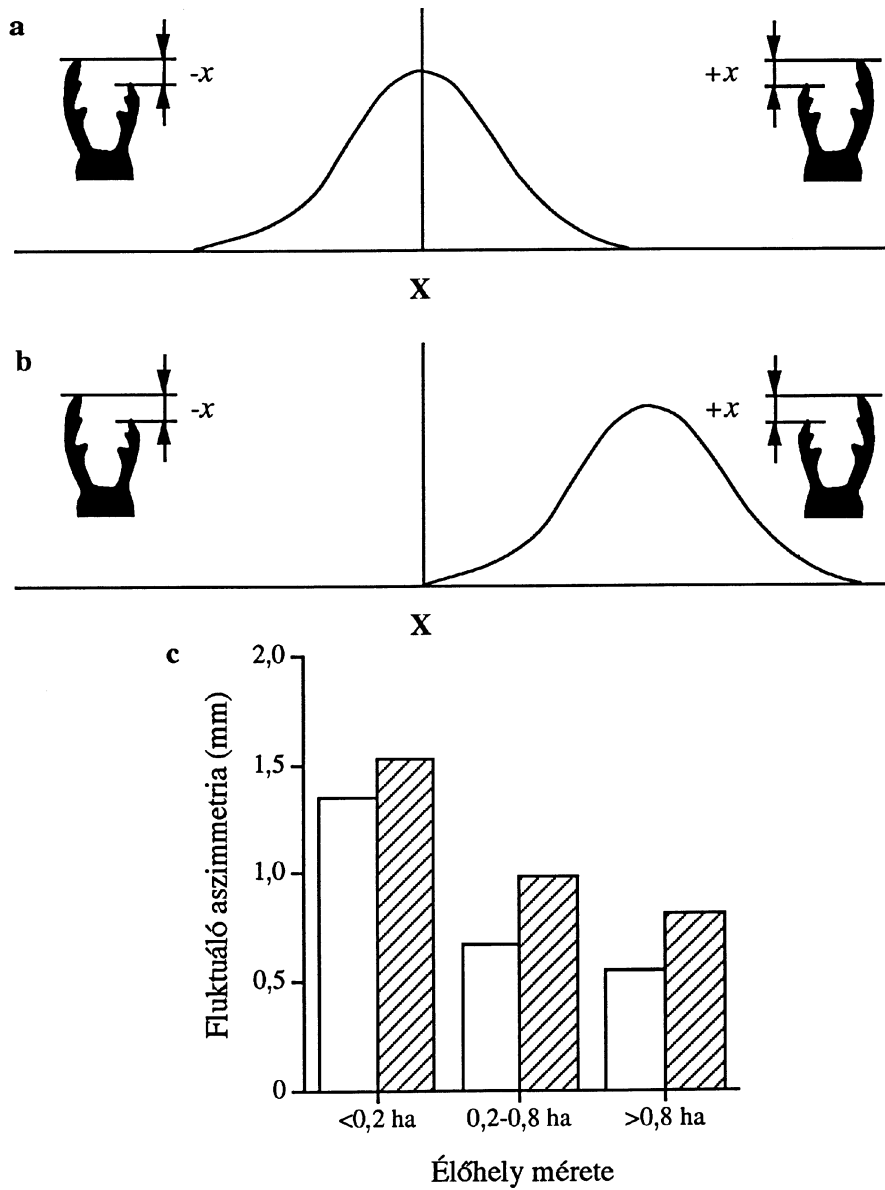 a
-x
+x
X
b
-x
+x
X
c
2,0
1,5
1,0
0,5
0
Fluktuáló aszimmetria (mm)
<0,2 ha
0,2-0,8 ha
>0,8 ha
Élőhely mérete